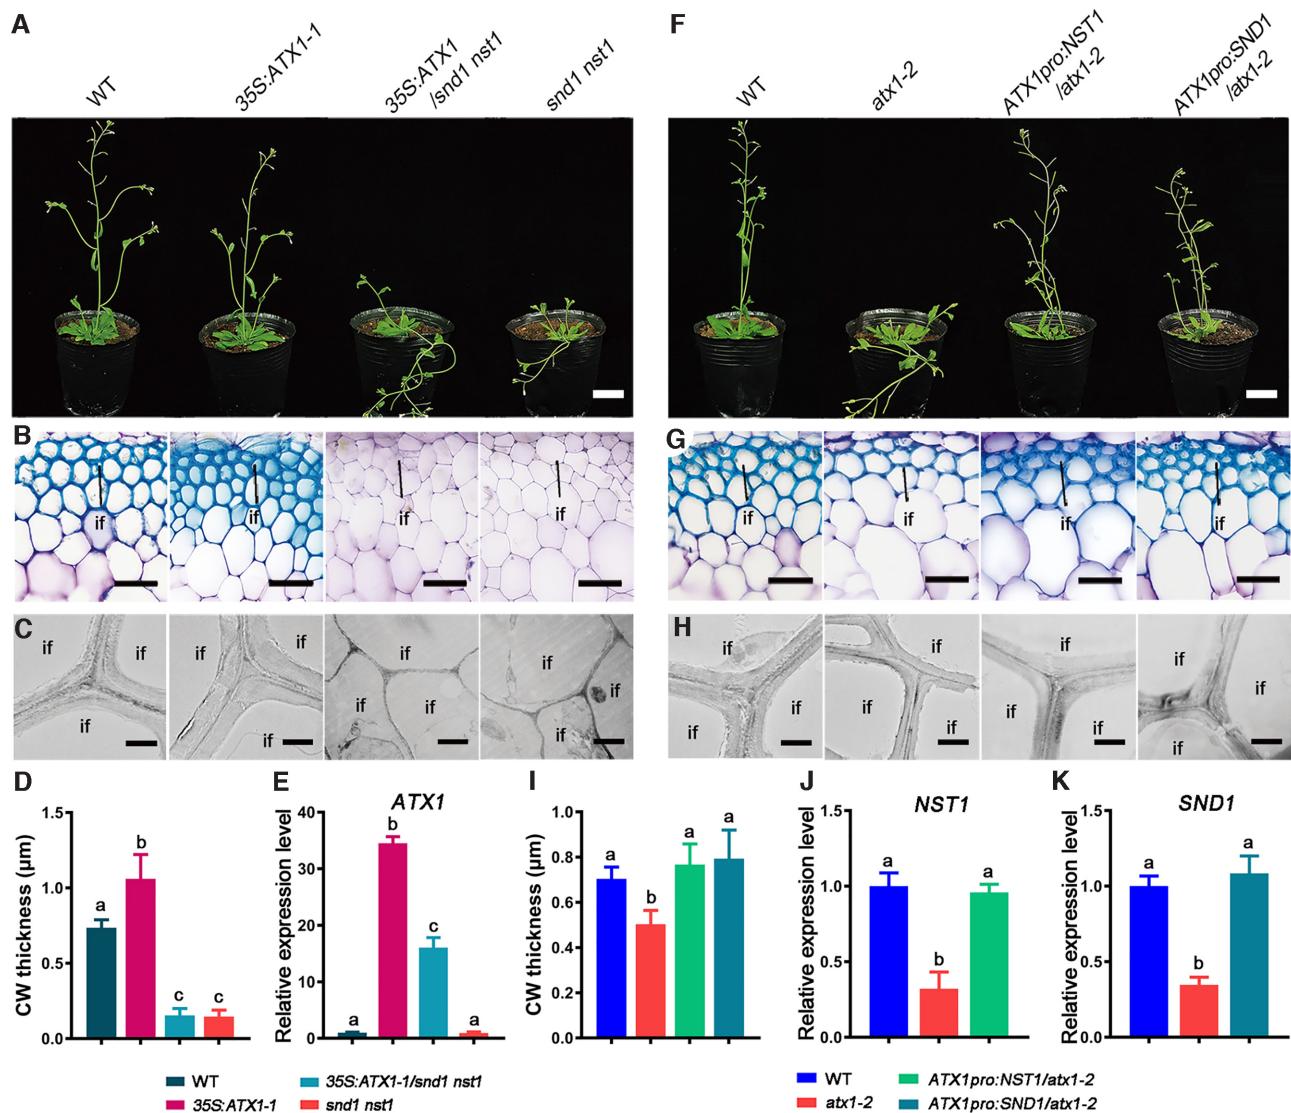 A
WT
35S:ATX1-1
35S:ATX1
/snd1 nst1
snd1 nst1
B
if
if
if
if
C
if
if
if
if
if
if
if
if
if
if
if
if
D
CW thickness (μm)
1.5
1.0
0.5
0.0
a
b
c
c
E
ATX1
Relative expression level
40
30
20
10
0
a
b
c
a
WT
35S:ATX1-1/snd1 nst1
35S:ATX1-1
snd1 nst1
F
WT
atx1-2
ATX1pro:NST1
/atx1-2
ATX1pro:SND1
/atx1-2
G
if
if
if
if
H
if
if
if
if
if
if
if
if
if
if
if
if
I
CW thickness (μm)
1.0
0.8
0.6
0.4
0.2
0.0
a
b
a
a
J
NST1
Relative expression level
1.5
1.0
0.5
0.0
a
b
a
K
SND1
Relative expression level
1.5
1.0
0.5
0.0
a
b
a
WT
ATX1pro:NST1/atx1-2
atx1-2
ATX1pro:SND1/atx1-2